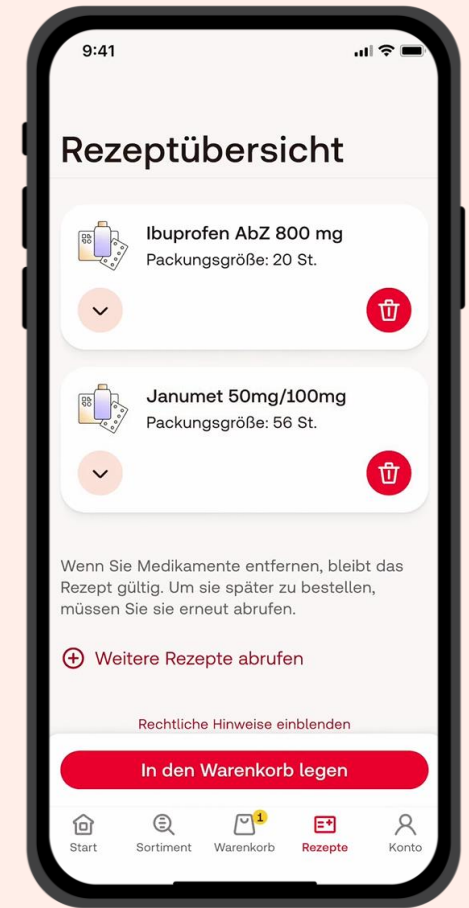 9:41
Rezeptübersicht
Ibuprofen AbZ 800 mg
Packungsgröße: 20 St.
Janumet 50mg/100mg
Packungsgröße: 56 St.
Wenn Sie Medikamente entfernen, bleibt das
Rezept gültig. Um sie später zu bestellen,
müssen Sie sie erneut abrufen.
Weitere Rezepte abrufen
Rechtliche Hinweise einblenden
In den Warenkorb legen
1
Start Sortiment Warenkorb Rezepte Konto